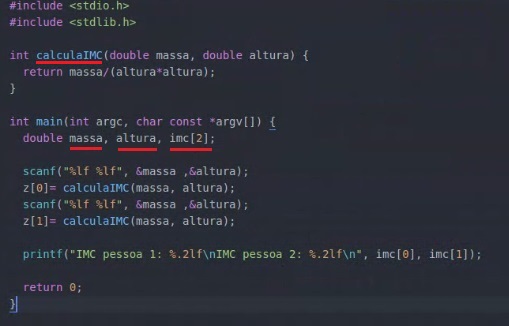 #include <stdio.h>
#include <stdlib.h>
int calculaIMC(double massa, double altura) {
return massa/(altura*altura);
}
int main(int argc, char const *argv[]) {
double massa, altura, imc[2];
scanf("%lf %lf", &massa ,&altura);
z[0]= calculaIMC(massa, altura);
scanf("%lf %lf", &massa ,&altura);
z[1]= calculaIMC(massa, altura);
printf("IMC pessoa 1: %.2lf\nIMC pessoa 2: %.2lf\n", imc[0], imc[1]);
return 0;
}